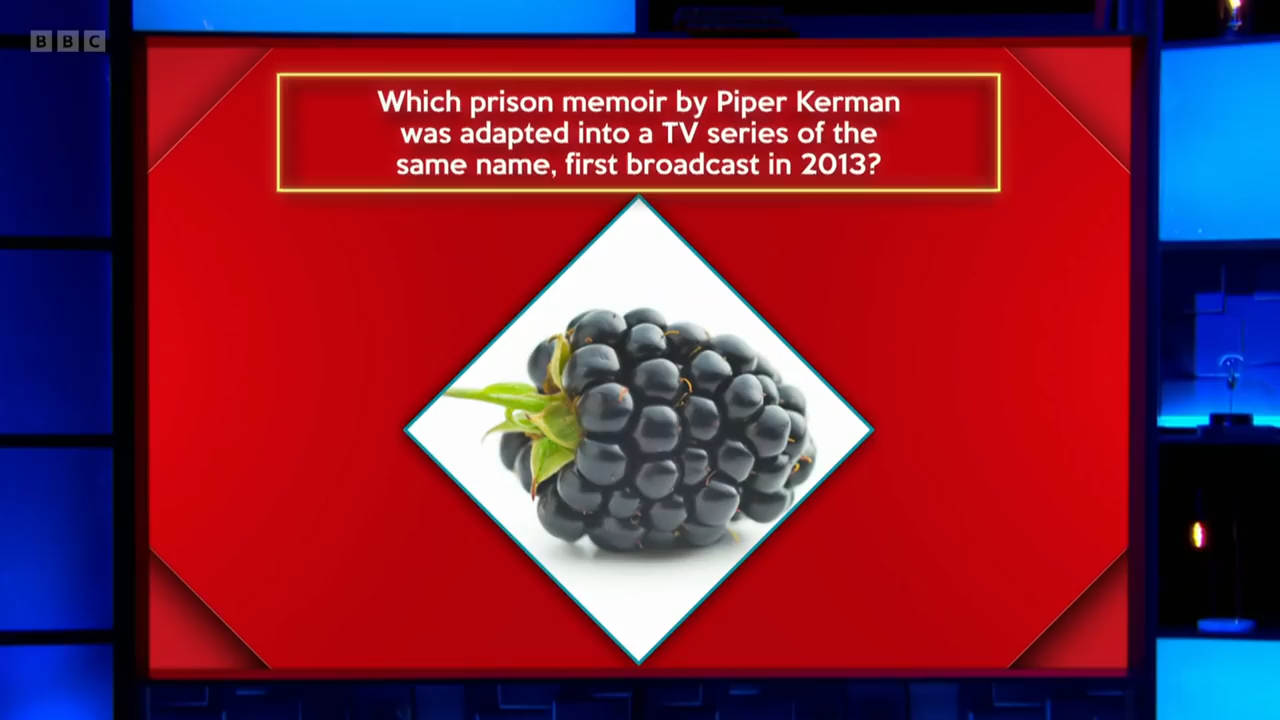 BBC
Which prison memoir by Piper Kerman
was adapted into a TV series of the
same name, first broadcast in 2013?